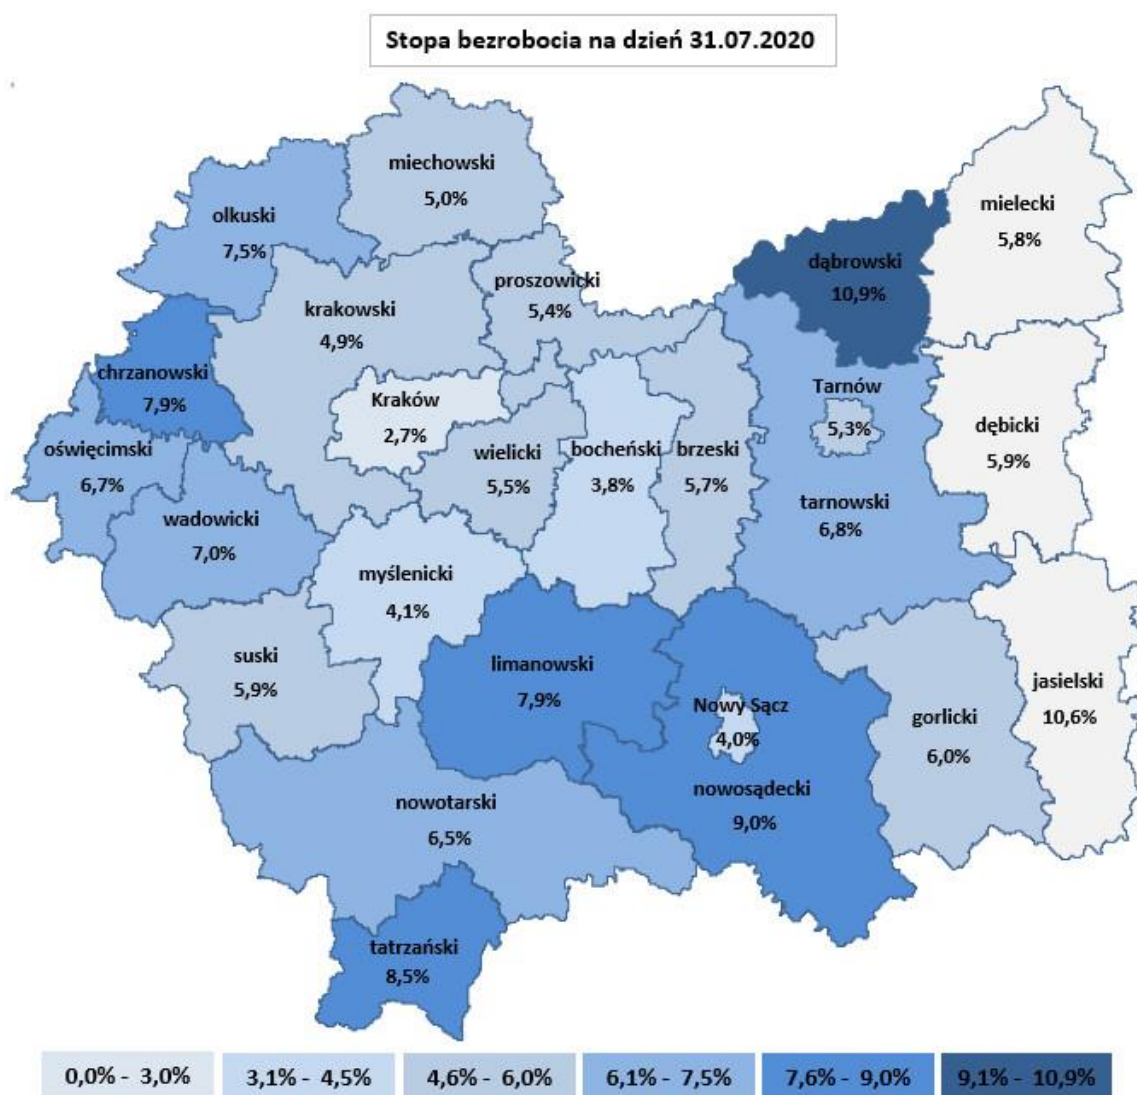 Stopa bezrobocia na dzień 31.07.2020
miechowski
5,0%
olkuski
7,5%
mielecki
5,8%
dąbrowski
10,9%
proszowicki
5,4%
krakowski
4,9%
chrzanowski
7,9%
Kraków
2,7%
Tarnów
5,3%
dębicki
5,9%
oświęcimski
6,7%
wielicki
5,5%
bocheński
3,8%
brzeski
5,7%
tarnowski
6,8%
wadowicki
7,0%
myślenicki
4,1%
suski
5,9%
limanowski
7,9%
jasielski
10,6%
Nowy Sącz
4,0%
gorlicki
6,0%
nowosądecki
9,0%
nowotarski
6,5%
tatrzański
8,5%
0,0% - 3,0%
3,1% - 4,5%
4,6% - 6,0%
6,1% - 7,5%
7,6% - 9,0%
9,1% - 10,9%